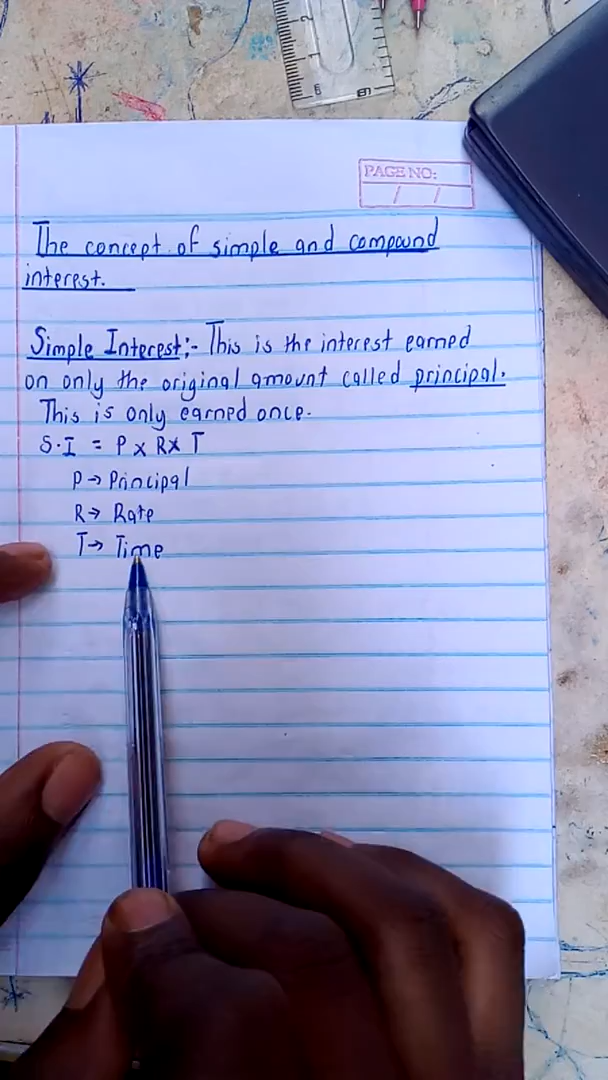 PAGE NO:
/ /
The concept of simple and compound
interest.
Simple Interest;- This is the interest earned
on only the original amount called principal.
This is only earned once.
S.I = P x R x T
P → Principal
R → Rate
T → Time